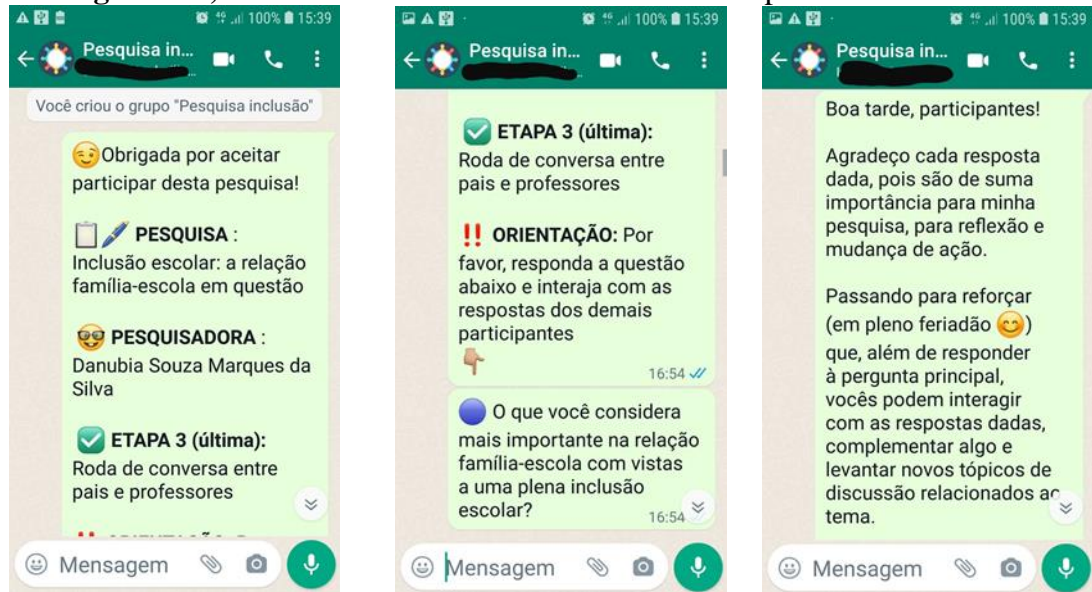 100% 15:39
Pesquisa in...
Você criou o grupo "Pesquisa inclusão"
😉Obrigada por aceitar
participar desta pesquisa!
📋🖊️ PESQUISA :
Inclusão escolar: a relação
família-escola em questão
🤓 PESQUISADORA :
Danubia Souza Marques da
Silva
✅ ETAPA 3 (última):
Roda de conversa entre
pais e professores
Mensagem
100% 15:39
Pesquisa in...
✅ ETAPA 3 (última):
Roda de conversa entre
pais e professores
‼️ ORIENTAÇÃO: Por
favor, responda a questão
abaixo e interaja com as
respostas dos demais
participantes
👇🏽
16:54
🔵 O que você considera
mais importante na relação
família-escola com vistas
a uma plena inclusão
escolar?
16:54
Mensagem
100% 15:39
Pesquisa in...
Boa tarde, participantes!
Agradeço cada resposta
dada, pois são de suma
importância para minha
pesquisa, para reflexão e
mudança de ação.
Passando para reforçar
(em pleno feriadão 😊)
que, além de responder
à pergunta principal,
vocês podem interagir
com as respostas dadas,
complementar algo e
levantar novos tópicos de
discussão relacionados ao
tema.
Mensagem